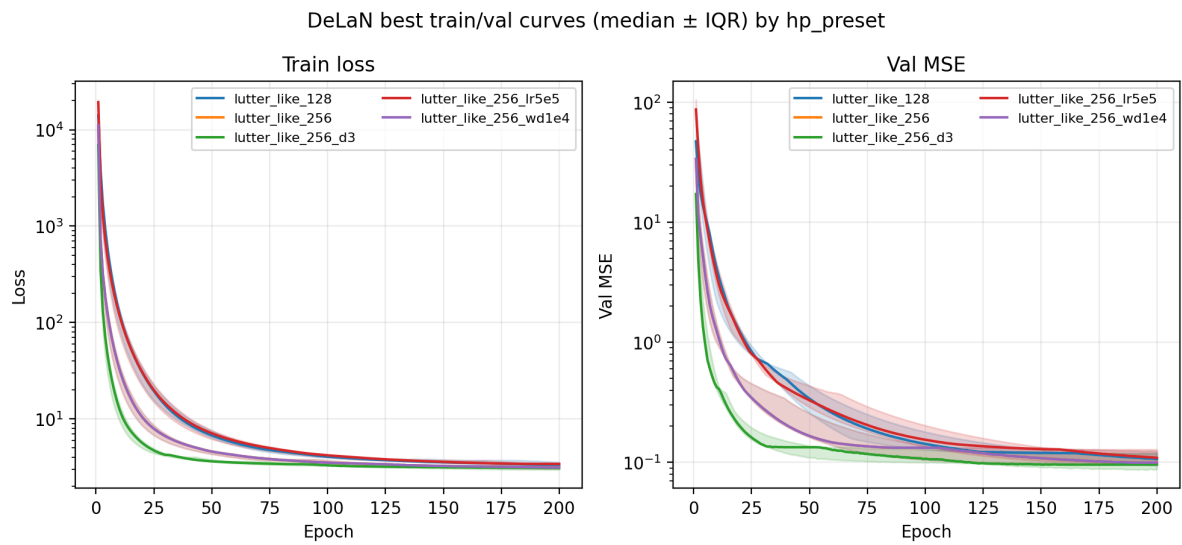 DeLaN best train/val curves (median ± IQR) by hp_preset
Train loss
lutter_like_128
lutter_like_256
lutter_like_256_d3
lutter_like_256_lr5e5
lutter_like_256_wd1e4
10⁴
10³
10²
10¹
Loss
0 25 50 75 100 125 150 175 200
Epoch
Val MSE
lutter_like_128
lutter_like_256
lutter_like_256_d3
lutter_like_256_lr5e5
lutter_like_256_wd1e4
10²
10¹
10⁰
10⁻¹
Val MSE
0 25 50 75 100 125 150 175 200
Epoch